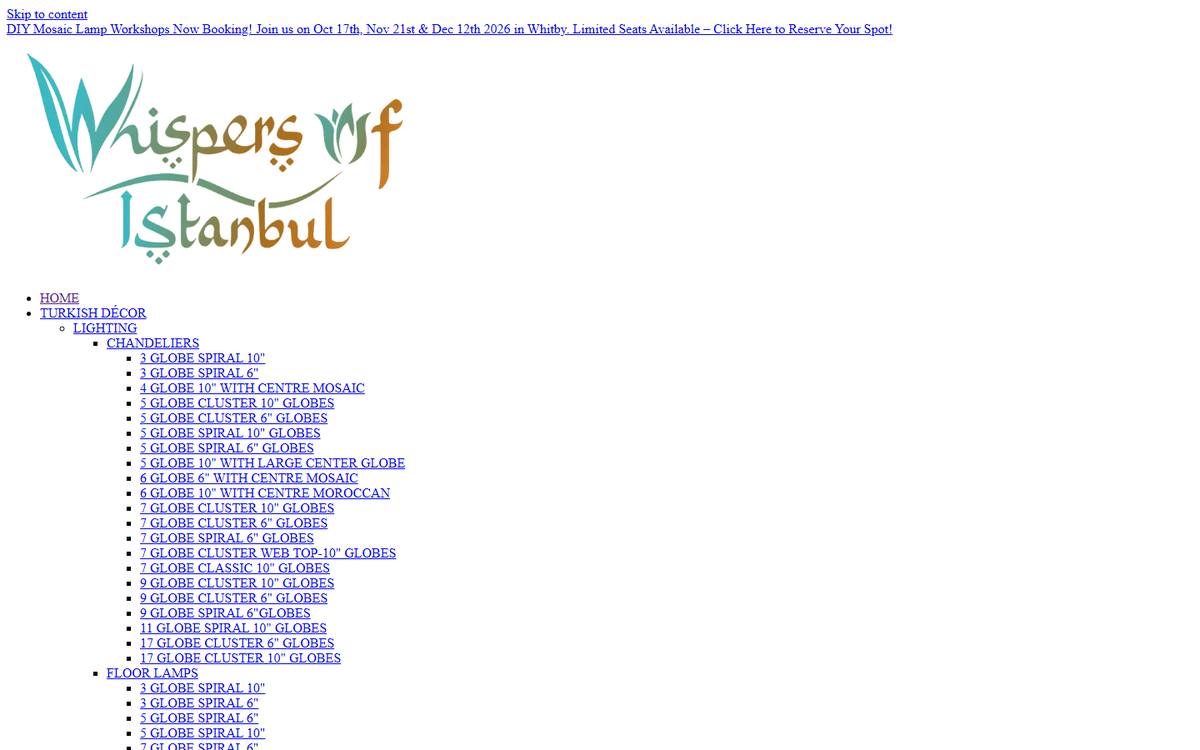 Skip to content
DIY Mosaic Lamp Workshops Now Booking! Join us on Oct 17th, Nov 21st & Dec 12th 2026 in Whitby. Limited Seats Available – Click Here to Reserve Your Spot!
Whispers Of
Istanbul
HOME
TURKISH DÉCOR
LIGHTING
CHANDELIERS
3 GLOBE SPIRAL 10"
3 GLOBE SPIRAL 6"
4 GLOBE 10" WITH CENTRE MOSAIC
5 GLOBE CLUSTER 10" GLOBES
5 GLOBE CLUSTER 6" GLOBES
5 GLOBE SPIRAL 10" GLOBES
5 GLOBE SPIRAL 6" GLOBES
5 GLOBE 10" WITH LARGE CENTER GLOBE
6 GLOBE 6" WITH CENTRE MOSAIC
6 GLOBE 10" WITH CENTRE MOROCCAN
7 GLOBE CLUSTER 10" GLOBES
7 GLOBE CLUSTER 6" GLOBES
7 GLOBE SPIRAL 6" GLOBES
7 GLOBE CLUSTER WEB TOP-10" GLOBES
7 GLOBE CLASSIC 10" GLOBES
9 GLOBE CLUSTER 10" GLOBES
9 GLOBE CLUSTER 6" GLOBES
9 GLOBE SPIRAL 6"GLOBES
11 GLOBE SPIRAL 10" GLOBES
17 GLOBE CLUSTER 6" GLOBES
17 GLOBE CLUSTER 10" GLOBES
FLOOR LAMPS
3 GLOBE SPIRAL 10"
3 GLOBE SPIRAL 6"
5 GLOBE SPIRAL 6"
5 GLOBE SPIRAL 10"
7 GLOBE SPIRAL 6"